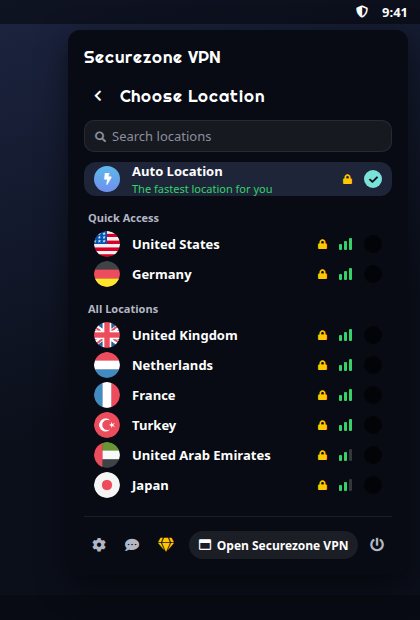 9:41
Securezone VPN
Choose Location
Search locations
Auto Location
The fastest location for you
Quick Access
United States
Germany
All Locations
United Kingdom
Netherlands
France
Turkey
United Arab Emirates
Japan
Open Securezone VPN